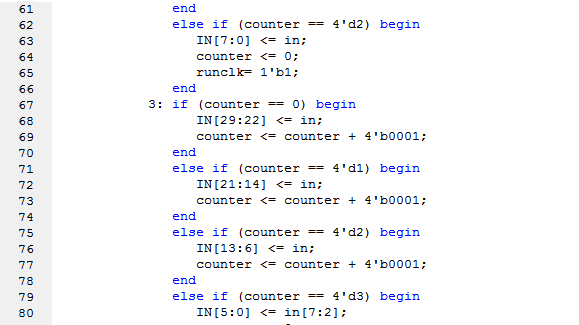 61 end
62 else if (counter == 4'd2) begin
63 IN[7:0] <= in;
64 counter <= 0;
65 runclk= 1'b1;
66 end
67 3: if (counter == 0) begin
68 IN[29:22] <= in;
69 counter <= counter + 4'b0001;
70 end
71 else if (counter == 4'd1) begin
72 IN[21:14] <= in;
73 counter <= counter + 4'b0001;
74 end
75 else if (counter == 4'd2) begin
76 IN[13:6] <= in;
77 counter <= counter + 4'b0001;
78 end
79 else if (counter == 4'd3) begin
80 IN[5:0] <= in[7:2];